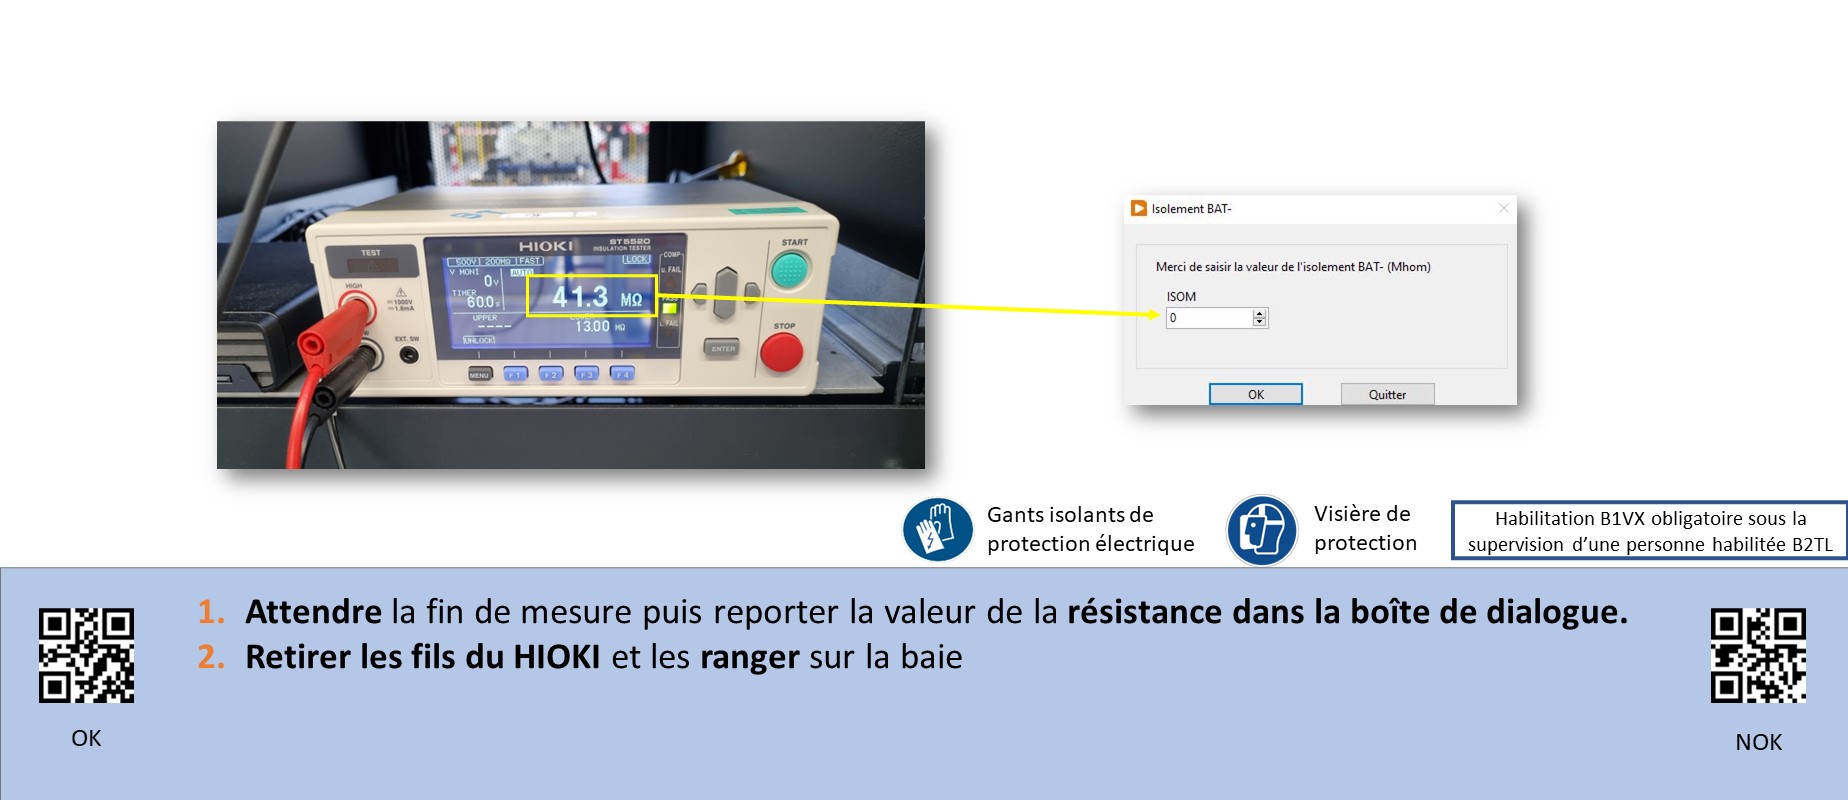 HIOKI
ST5520
INSULATION TESTER
TEST
HIGH
1000V
1.8mA
EXT. SW
500V 200MΩ FAST
LOCK
V MONI
0V
AUTO
TIMER
60.0s
41.3 MΩ
UPPER
----
LOWER
13.00 MΩ
UNLOCK
COMP
U. FAIL
PASS
L. FAIL
MENU
F1
F2
F3
F4
START
STOP
ENTER
Isolement BAT-
Merci de saisir la valeur de l'isolement BAT- (Mhom)
ISOM
0
OK
Quitter
Gants isolants de
protection électrique
Visière de
protection
Habilitation B1VX obligatoire sous la
supervision d’une personne habilitée B2TL
1. Attendre la fin de mesure puis reporter la valeur de la résistance dans la boîte de dialogue.
2. Retirer les fils du HIOKI et les ranger sur la baie
OK
NOK